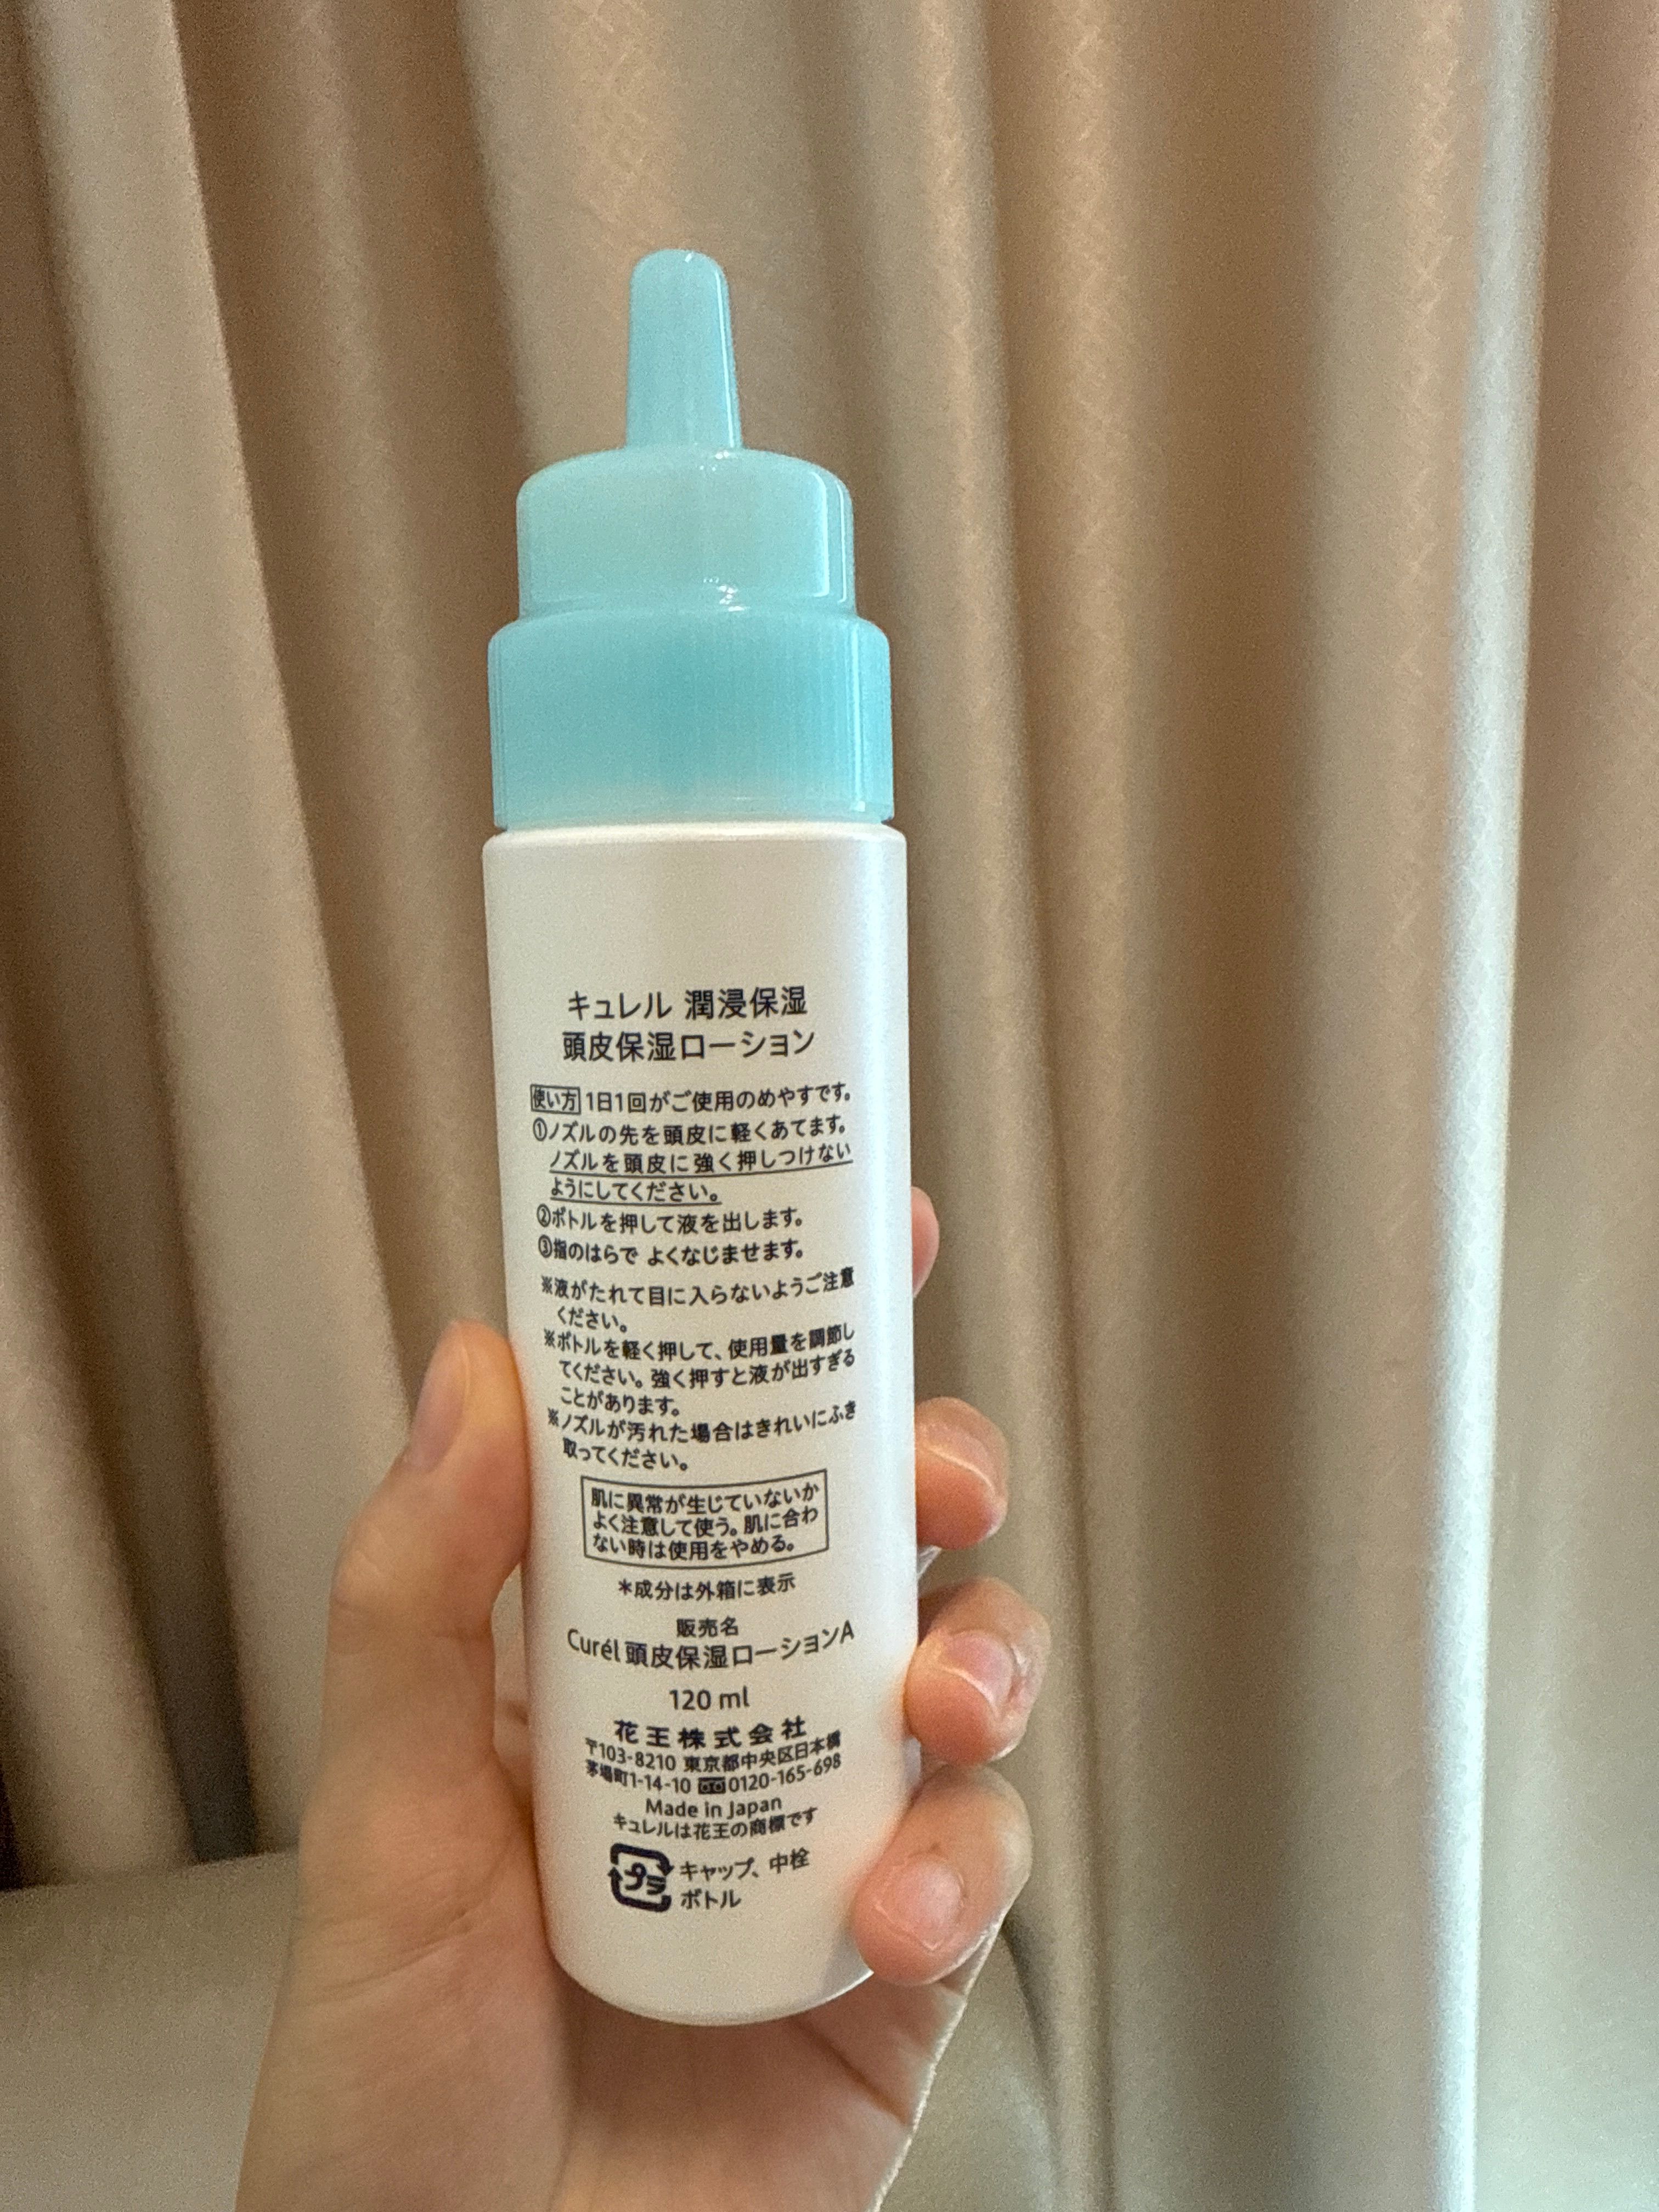 キュレル 潤浸保湿
頭皮保湿ローション
使い方 1日1回がご使用のめやすです。
①ノズルの先を頭皮に軽くあてます。
ノズルを頭皮に強く押しつけない
ようにしてください。
②ボトルを押して液を出します。
③指のはらで よくなじませます。
※液がたれて目に入らないようご注意
ください。
※ボトルを軽く押して、使用量を調節し
てください。強く押すと液が出すぎる
ことがあります。
※ノズルが汚れた場合はきれいにふき
取ってください。
肌に異常が生じていないか
よく注意して使う。肌に合わ
ない時は使用をやめる。
*成分は外箱に表示
販売名
Curél 頭皮保湿ローションA
120 ml
花王株式会社
〒103-8210 東京都中央区日本橋
茅場町1-14-10 0120-165-698
Made in Japan
キュレルは花王の商標です
プラ キャップ、中栓
ボトル